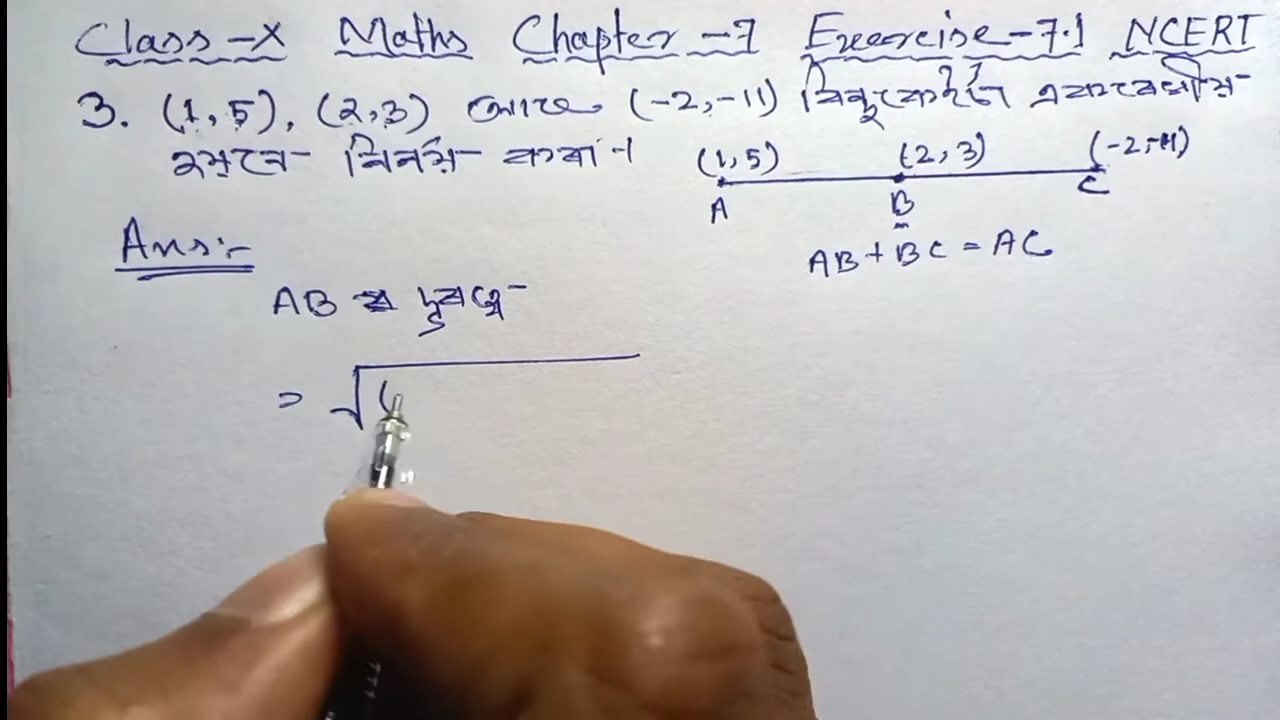 Class-X Maths Chapter-7 Exercise-7.1 NCERT
3. (1,5), (2,3) আৰু (-2,-11) বিন্দুকেইটা একৰেখীয়
হয়নে নিৰ্ণয় কৰা ।
(1,5) (2,3) (-2,-11)
A B C
AB + BC = AC
Ans:-
AB ৰ দূৰত্ব
= √(